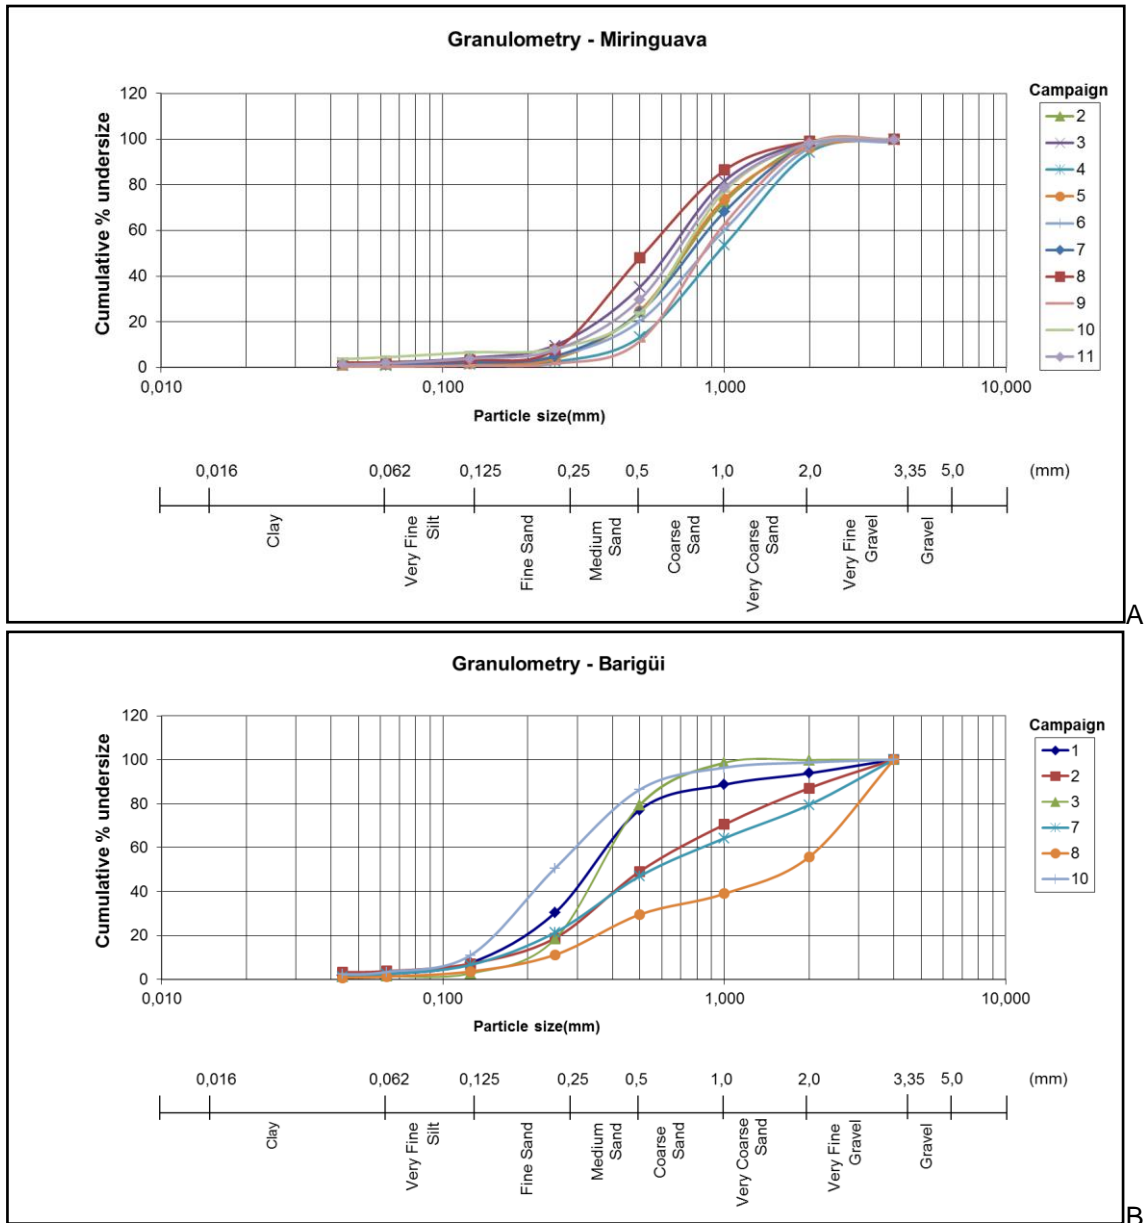 Granulometry - Miringuava
Cumulative % undersize
120
100
80
60
40
20
0
0,010
0,100
1,000
10,000
Particle size(mm)
Campaign
2
3
4
5
6
7
8
9
10
11
0,016
0,062
0,125
0,25
0,5
1,0
2,0
3,35
5,0
(mm)
Clay
Very Fine
Silt
Fine Sand
Medium
Sand
Coarse
Sand
Very Coarse
Sand
Very Fine
Gravel
Gravel
A
Granulometry - Barigüi
Cumulative % undersize
120
100
80
60
40
20
0
0,010
0,100
1,000
10,000
Particle size(mm)
Campaign
1
2
3
7
8
10
0,016
0,062
0,125
0,25
0,5
1,0
2,0
3,35
5,0
(mm)
Clay
Very Fine
Silt
Fine Sand
Medium
Sand
Coarse
Sand
Very Coarse
Sand
Very Fine
Gravel
Gravel
B